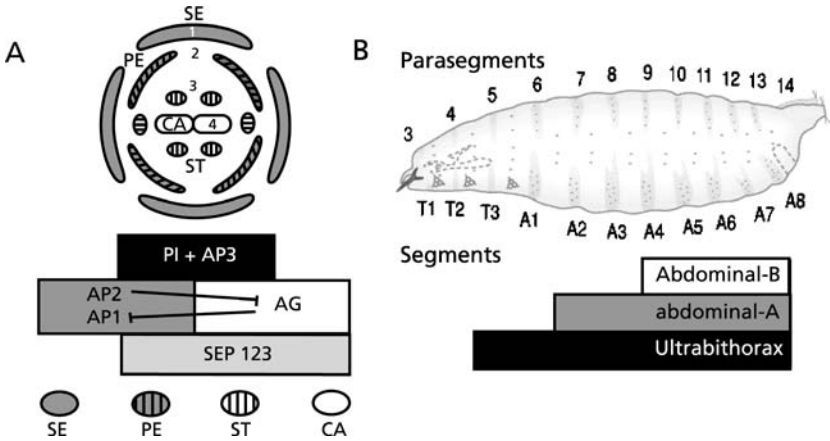 A
SE
1
PE
2
3
CA
4
ST
PI + AP3
AP2
AP1
AG
SEP 123
SE
PE
ST
CA
B
Parasegments
3
4
5
6
7
8
9
10
11
12
13
14
T1
T2
T3
A1
A2
A3
A4
A5
A6
A7
A8
Segments
Abdominal-B
abdominal-A
Ultrabithorax